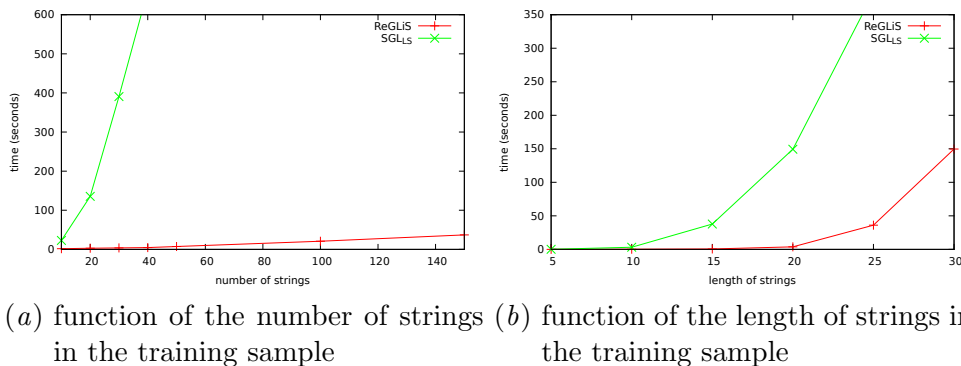 600
500
400
300
200
100
0
20
40
60
80
100
120
140
time (seconds)
number of strings
ReGLiS
SGL_LS
350
300
250
200
150
100
50
0
5
10
15
20
25
30
time (seconds)
length of strings
ReGLiS
SGL_LS
(a) function of the number of strings
in the training sample
(b) function of the length of strings in
the training sample